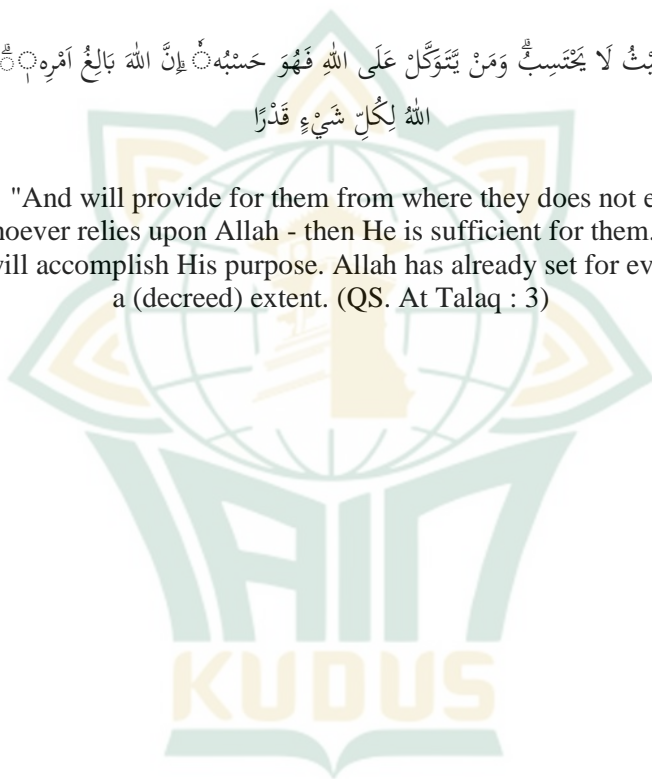 يْثُ لَا يَحْتَسِبُۗ وَمَنْ يَّتَوَكَّلْ عَلَى اللّٰهِ فَهُوَ حَسْبُهٗ ۗاِنَّ اللّٰهَ بَالِغُ اَمْرِهٖۗ
اللّٰهُ لِكُلِّ شَيْءٍ قَدْرًا
"And will provide for them from where they does not e
hoever relies upon Allah - then He is sufficient for them.
vill accomplish His purpose. Allah has already set for ev
a (decreed) extent. (QS. At Talaq : 3)
IAIN
KUDUS